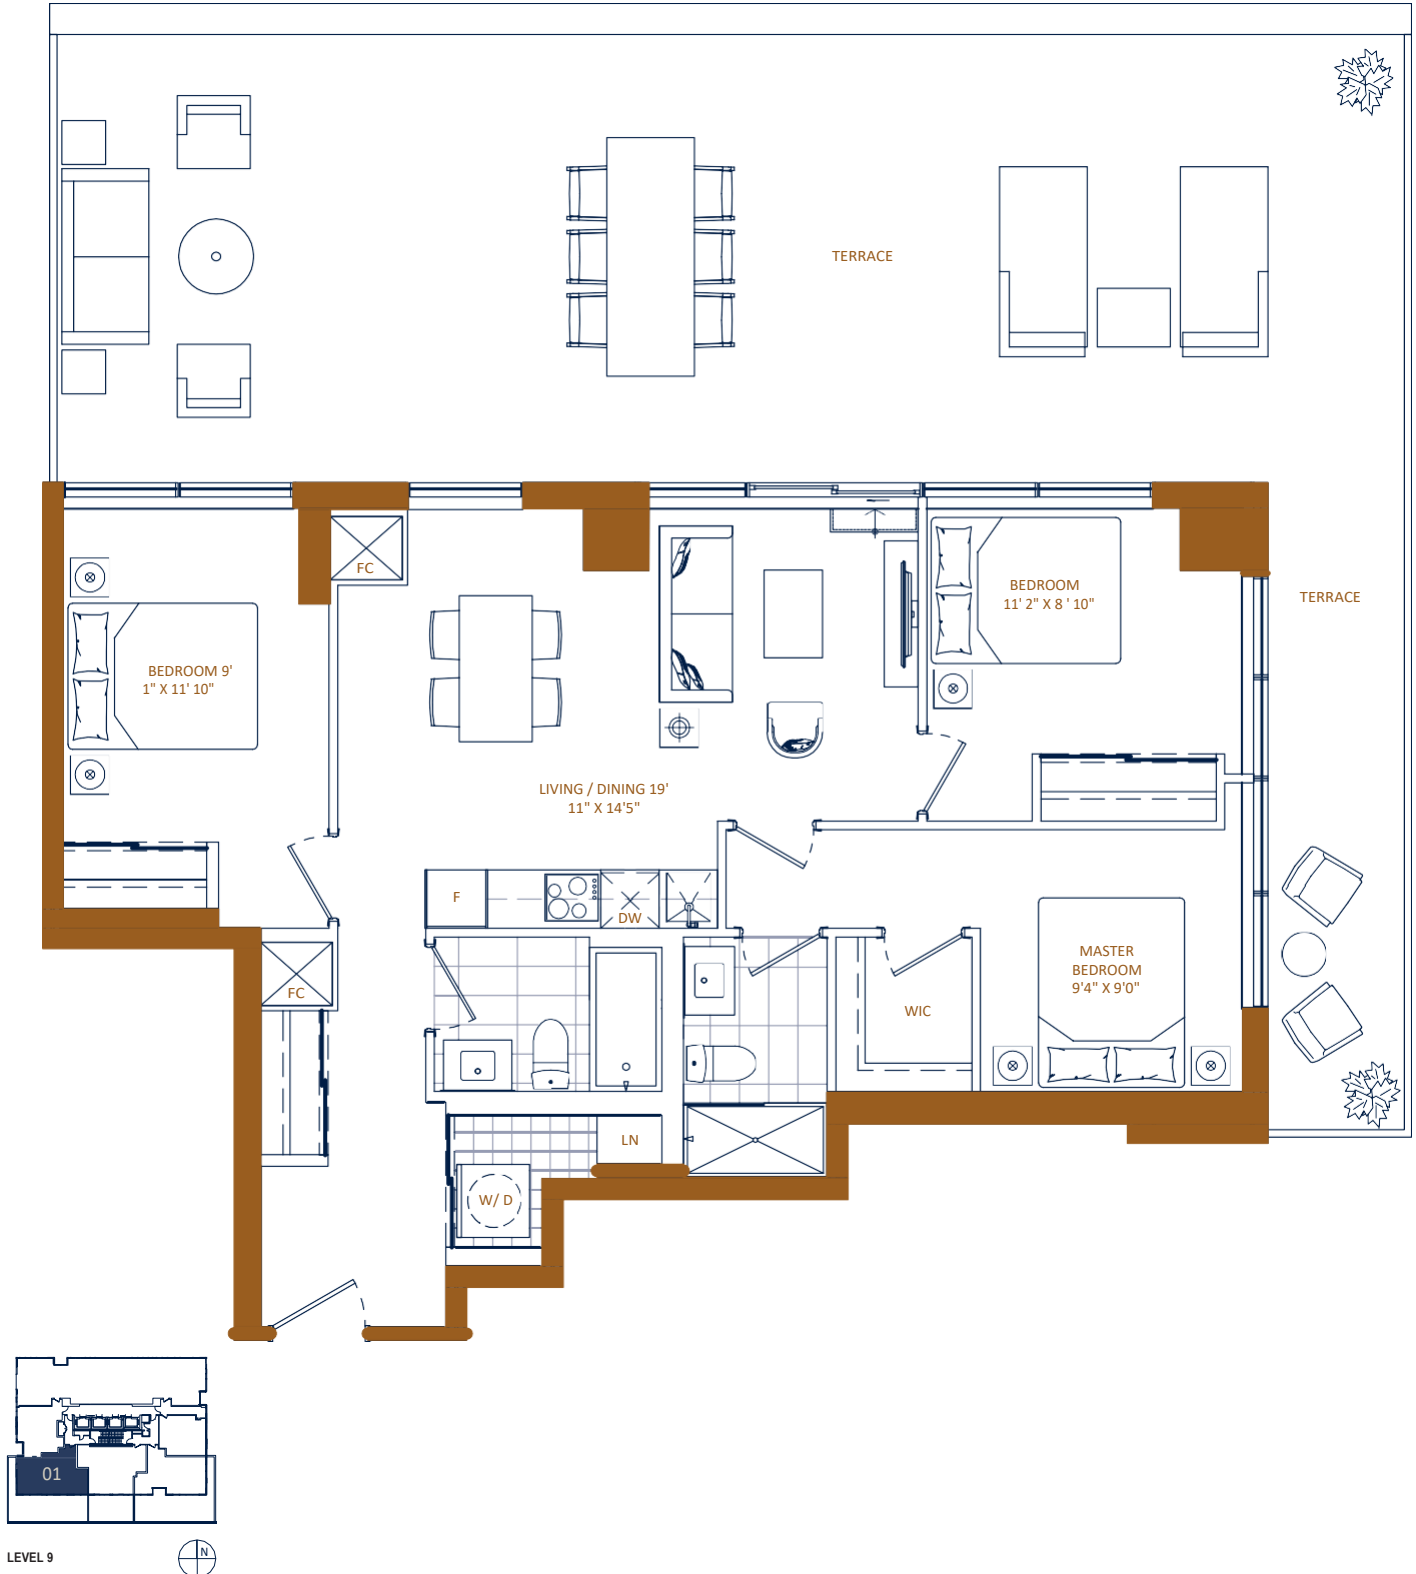 TERRACE
FC
BEDROOM
11' 2" X 8 ' 10"
TERRACE
BEDROOM 9'
1" X 11' 10"
LIVING / DINING 19'
11" X 14'5"
F
DW
MASTER
BEDROOM
9'4" X 9'0"
FC
WIC
LN
W/ D
01
LEVEL 9
N